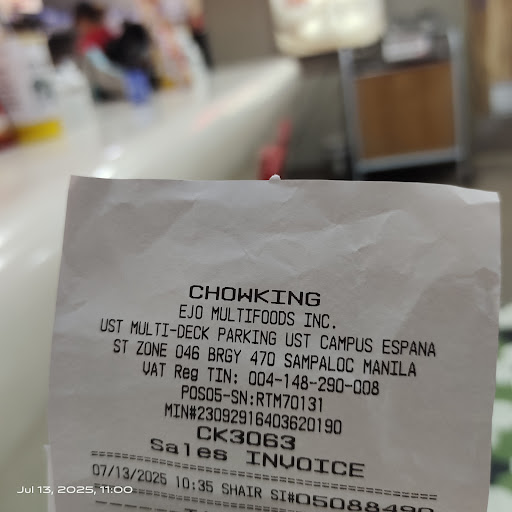 CHOWKING
EJO MULTIFOODS INC.
UST MULTI-DECK PARKING UST CAMPUS ESPANA
ST ZONE 046 BRGY 470 SAMPALOC MANILA
VAT Reg TIN: 004-148-290-008
POS05-SN:RTM70131
MIN#23092916403620190
CK3063
Sales INVOICE
07/13/2025 10:35 SHAIR SI#05088490
Jul 13, 2025, 11:00